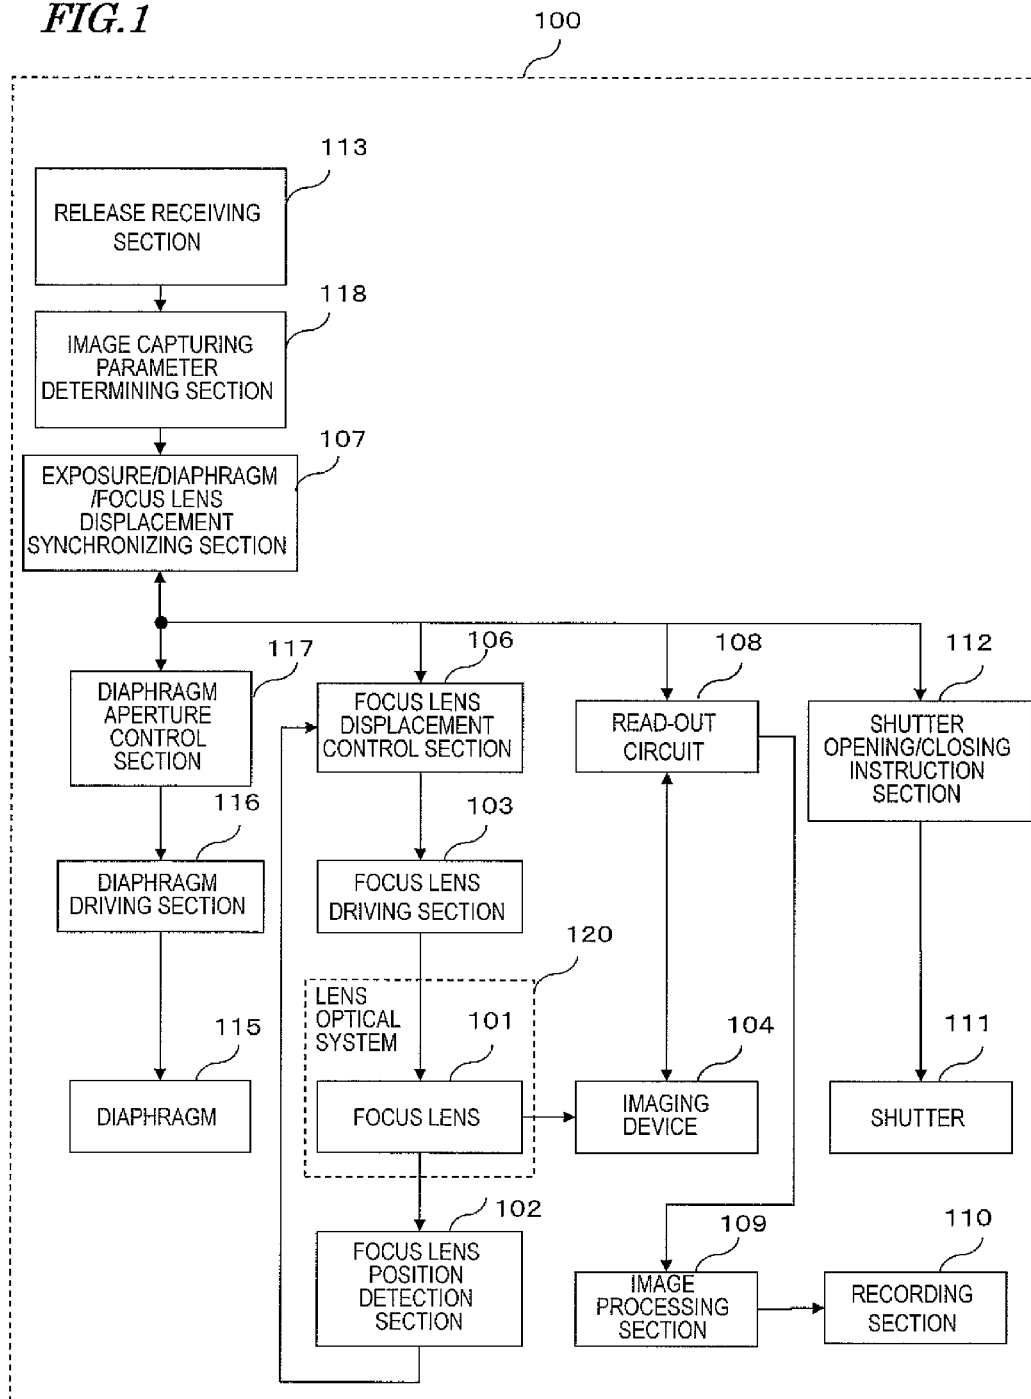 FIG.1
100
113
RELEASE RECEIVING
SECTION
118
IMAGE CAPTURING
PARAMETER
DETERMINING SECTION
107
EXPOSURE/DIAPHRAGM
/FOCUS LENS
DISPLACEMENT
SYNCHRONIZING SECTION
117
DIAPHRAGM
APERTURE
CONTROL
SECTION
106
FOCUS LENS
DISPLACEMENT
CONTROL SECTION
108
READ-OUT
CIRCUIT
112
SHUTTER
OPENING/CLOSING
INSTRUCTION
SECTION
116
DIAPHRAGM
DRIVING SECTION
103
FOCUS LENS
DRIVING SECTION
120
LENS
OPTICAL
SYSTEM
115
DIAPHRAGM
101
FOCUS LENS
104
IMAGING
DEVICE
111
SHUTTER
102
FOCUS LENS
POSITION
DETECTION
SECTION
109
IMAGE
PROCESSING
SECTION
110
RECORDING
SECTION